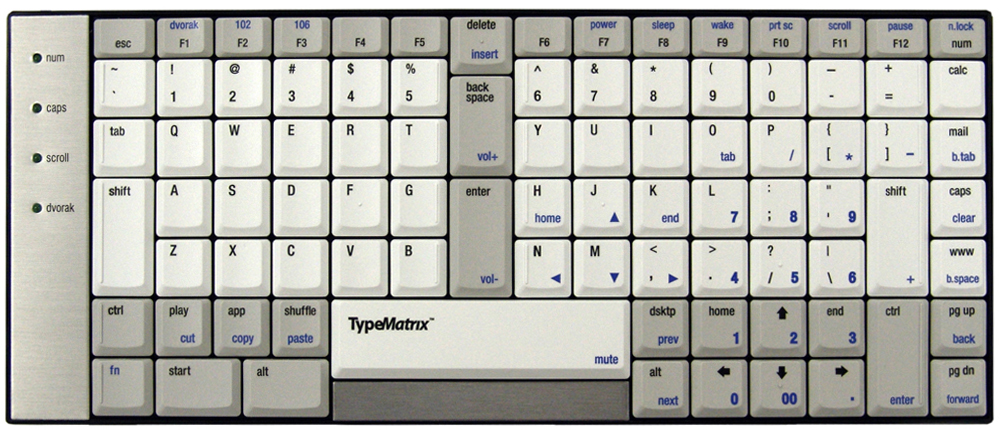 dvorak 102 106 delete power sleep wake prt sc scroll pause n.lock
esc F1 F2 F3 F4 F5 insert F6 F7 F8 F9 F10 F11 F12 num
num
~ ! @ # $ % back space ^ & * ( ) – + calc
` 1 2 3 4 5 6 7 8 9 0 - =
caps
tab Q W E R T Y U I O P { } mail
vol+ tab / [ * ] – b.tab
scroll
shift A S D F G enter H J K L : " shift caps
home ▲ end 7 ; 8 ' 9 clear
dvorak
Z X C V B N M < > ? | www
vol- ◀ ▼ , ▶ . 4 / 5 \ 6 + b.space
ctrl play app shuffle TypeMatrix™ dsktp home ⬆ end ctrl pg up
cut copy paste prev 1 2 3 back
mute
fn start alt alt ⬅ ⬇ ➡ pg dn
next 0 00 . enter forward